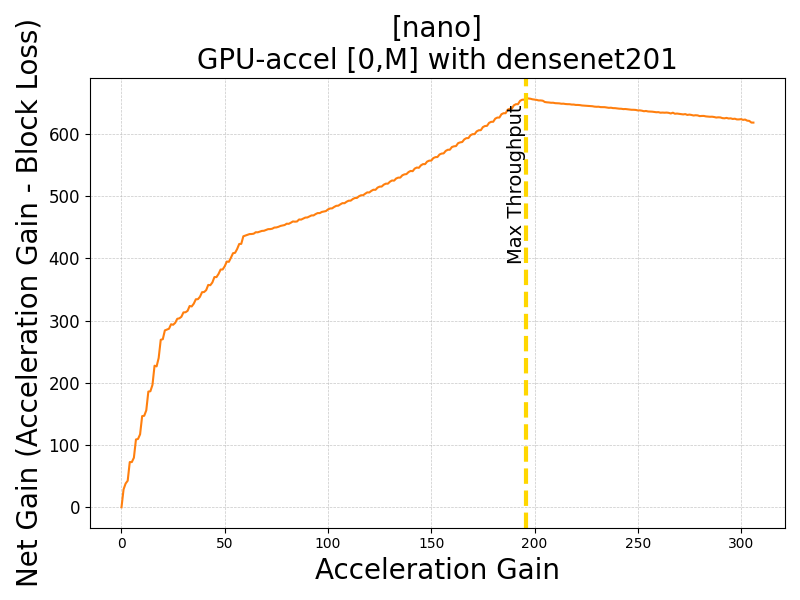 [nano]
GPU-accel [0,M] with densenet201
Net Gain (Acceleration Gain - Block Loss)
600
500
400
300
200
100
0
Max Throughput
0
50
100
150
200
250
300
Acceleration Gain